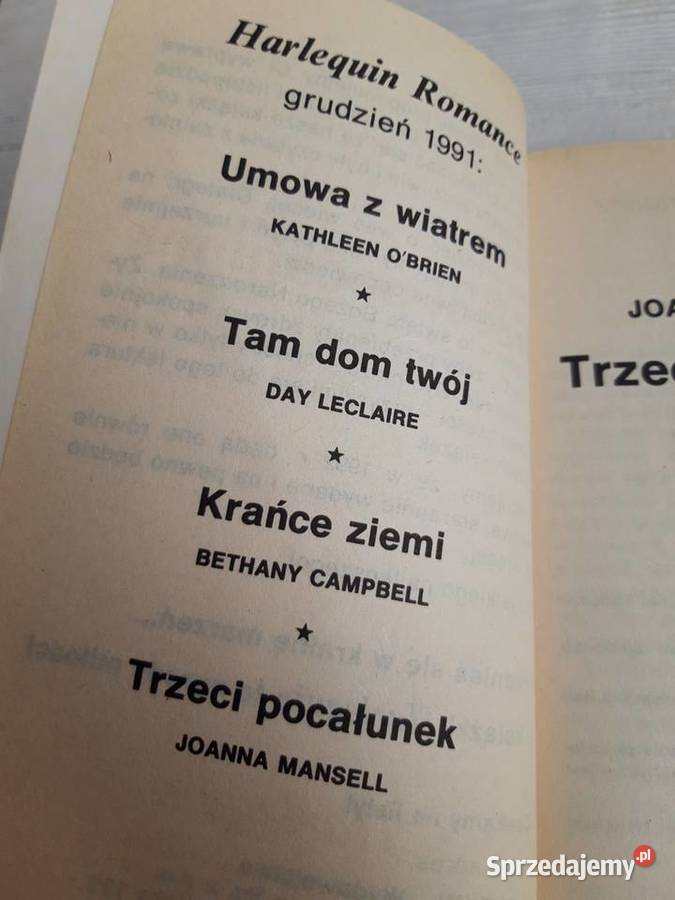 Harlequin Romance
grudzień 1991:
Umowa z wiatrem
KATHLEEN O'BRIEN
★
Tam dom twój
DAY LECLAIRE
★
Krańce ziemi
BETHANY CAMPBELL
★
Trzeci pocałunek
JOANNA MANSELL
JOA
Trzec
Sprzedajemy.pl